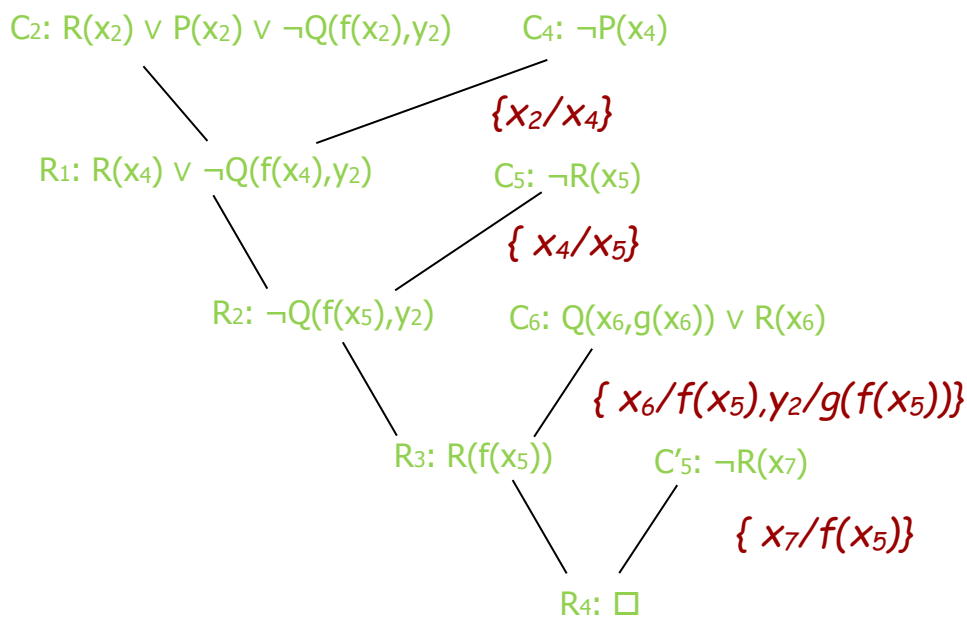 C₂: R(x₂) ∨ P(x₂) ∨ ¬Q(f(x₂),y₂) C₄: ¬P(x₄)
{x₂/x₄}
R₁: R(x₄) ∨ ¬Q(f(x₄),y₂) C₅: ¬R(x₅)
{ x₄/x₅}
R₂: ¬Q(f(x₅),y₂) C₆: Q(x₆,g(x₆)) ∨ R(x₆)
{ x₆/f(x₅),y₂/g(f(x₅))}
R₃: R(f(x₅)) C’₅: ¬R(x₇)
{ x₇/f(x₅)}
R₄: □